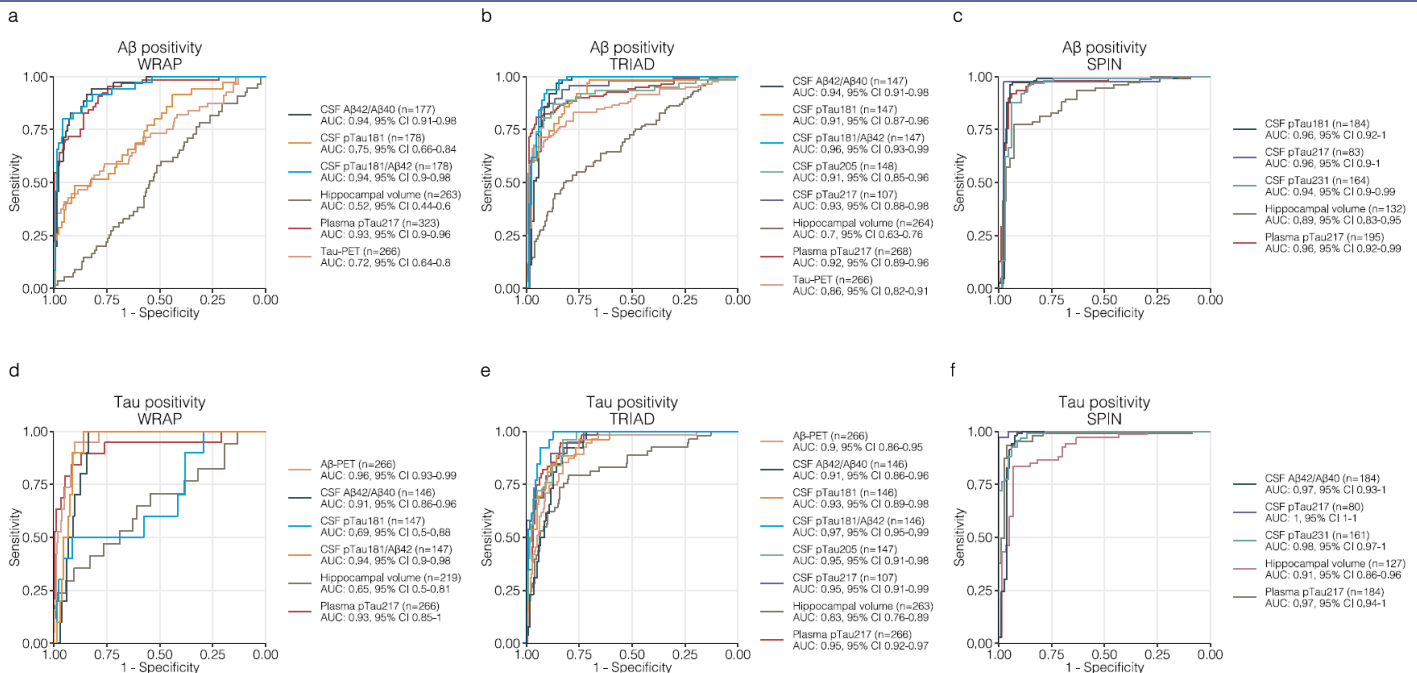 a
Aβ positivity
WRAP
1.00
0.75
0.50
0.25
0.00
Sensitivity
1.00 0.75 0.50 0.25 0.00
1 - Specificity
CSF Aβ42/Aβ40 (n=177)
AUC: 0.94, 95% CI 0.91-0.98
CSF pTau181 (n=178)
AUC: 0.75, 95% CI 0.66-0.84
CSF pTau181/Aβ42 (n=178)
AUC: 0.94, 95% CI 0.9-0.98
Hippocampal volume (n=263)
AUC: 0.52, 95% CI 0.44-0.6
Plasma pTau217 (n=323)
AUC: 0.93, 95% CI 0.9-0.96
Tau-PET (n=266)
AUC: 0.72, 95% CI 0.64-0.8
b
Aβ positivity
TRIAD
1.00
0.75
0.50
0.25
0.00
Sensitivity
1.00 0.75 0.50 0.25 0.00
1 - Specificity
CSF Aβ42/Aβ40 (n=147)
AUC: 0.94, 95% CI 0.91-0.98
CSF pTau181 (n=147)
AUC: 0.91, 95% CI 0.87-0.96
CSF pTau181/Aβ42 (n=147)
AUC: 0.96, 95% CI 0.93-0.99
CSF pTau205 (n=148)
AUC: 0.91, 95% CI 0.85-0.96
CSF pTau217 (n=107)
AUC: 0.93, 95% CI 0.88-0.98
Hippocampal volume (n=264)
AUC: 0.7, 95% CI 0.63-0.76
Plasma pTau217 (n=268)
AUC: 0.92, 95% CI 0.89-0.96
Tau-PET (n=266)
AUC: 0.86, 95% CI 0.82-0.91
c
Aβ positivity
SPIN
1.00
0.75
0.50
0.25
0.00
Sensitivity
1.00 0.75 0.50 0.25 0.00
1 - Specificity
CSF pTau181 (n=184)
AUC: 0.96, 95% CI 0.92-1
CSF pTau217 (n=83)
AUC: 0.96, 95% CI 0.9-1
CSF pTau231 (n=164)
AUC: 0.94, 95% CI 0.9-0.99
Hippocampal volume (n=132)
AUC: 0.89, 95% CI 0.83-0.95
Plasma pTau217 (n=195)
AUC: 0.96, 95% CI 0.92-0.99
d
Tau positivity
WRAP
1.00
0.75
0.50
0.25
0.00
Sensitivity
1.00 0.75 0.50 0.25 0.00
1 - Specificity
Aβ-PET (n=266)
AUC: 0.96, 95% CI 0.93-0.99
CSF Aβ42/Aβ40 (n=146)
AUC: 0.91, 95% CI 0.86-0.96
CSF pTau181 (n=147)
AUC: 0.69, 95% CI 0.5-0.88
CSF pTau181/Aβ42 (n=147)
AUC: 0.94, 95% CI 0.9-0.98
Hippocampal volume (n=219)
AUC: 0.65, 95% CI 0.5-0.81
Plasma pTau217 (n=266)
AUC: 0.93, 95% CI 0.85-1
e
Tau positivity
TRIAD
1.00
0.75
0.50
0.25
0.00
Sensitivity
1.00 0.75 0.50 0.25 0.00
1 - Specificity
Aβ-PET (n=266)
AUC: 0.9, 95% CI 0.86-0.95
CSF Aβ42/Aβ40 (n=146)
AUC: 0.91, 95% CI 0.86-0.96
CSF pTau181 (n=146)
AUC: 0.93, 95% CI 0.89-0.98
CSF pTau181/Aβ42 (n=146)
AUC: 0.97, 95% CI 0.95-0.99
CSF pTau205 (n=147)
AUC: 0.95, 95% CI 0.91-0.98
CSF pTau217 (n=107)
AUC: 0.95, 95% CI 0.91-0.99
Hippocampal volume (n=263)
AUC: 0.83, 95% CI 0.76-0.89
Plasma pTau217 (n=266)
AUC: 0.95, 95% CI 0.92-0.97
f
Tau positivity
SPIN
1.00
0.75
0.50
0.25
0.00
Sensitivity
1.00 0.75 0.50 0.25 0.00
1 - Specificity
CSF Aβ42/Aβ40 (n=184)
AUC: 0.97, 95% CI 0.93-1
CSF pTau217 (n=80)
AUC: 1, 95% CI 1-1
CSF pTau231 (n=161)
AUC: 0.98, 95% CI 0.97-1
Hippocampal volume (n=127)
AUC: 0.91, 95% CI 0.86-0.96
Plasma pTau217 (n=184)
AUC: 0.97, 95% CI 0.94-1